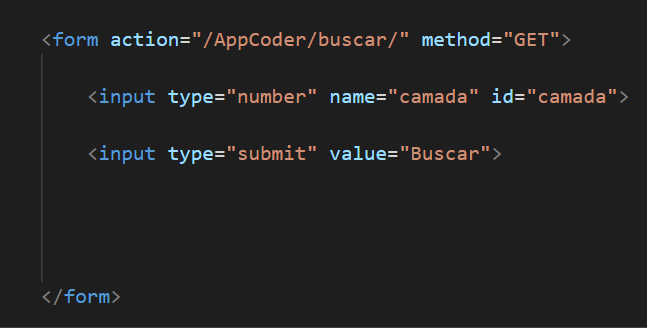 <form action="/AppCoder/buscar/" method="GET">
<input type="number" name="camada" id="camada">
<input type="submit" value="Buscar">
</form>